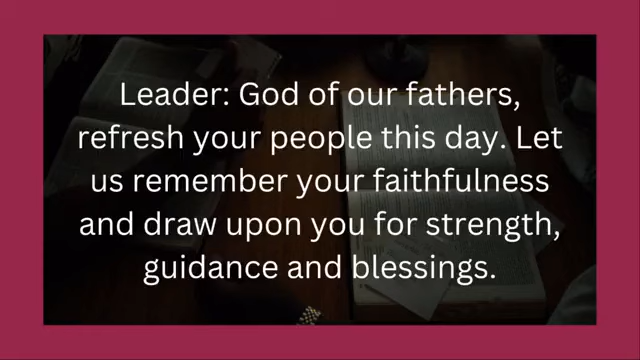 Leader: God of our fathers,
refresh your people this day. Let
us remember your faithfulness
and draw upon you for strength,
guidance and blessings.